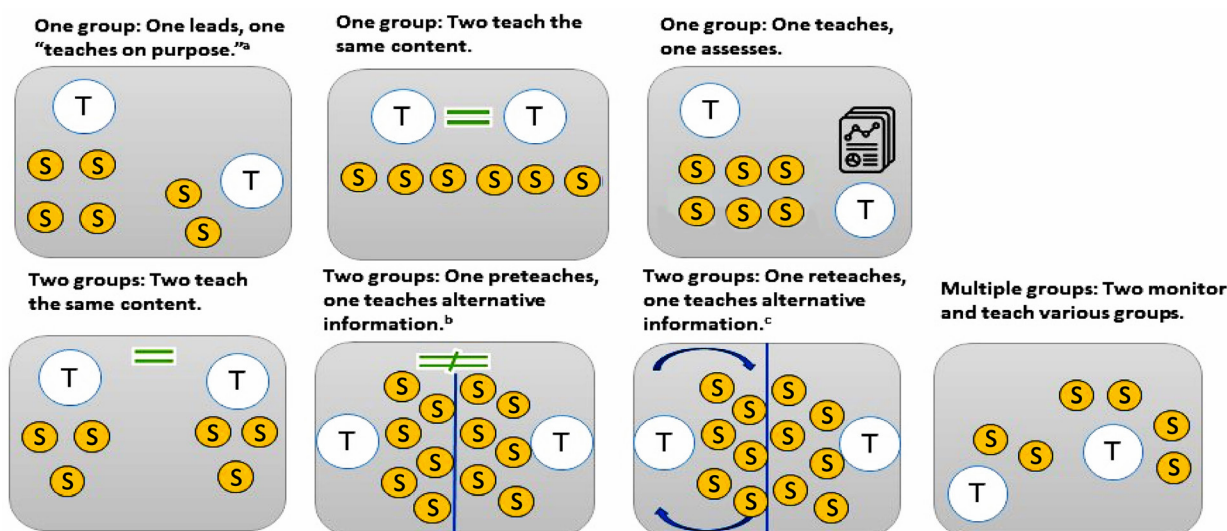 One group: One leads, one
"teaches on purpose."ᵃ
T
S S
S T
S S S
One group: Two teach the
same content.
T = T
S S S S S S
One group: One teaches,
one assesses.
T
S S S
S S S T
Two groups: Two teach
the same content.
T = T
S S S S
S S
Two groups: One preteaches,
one teaches alternative
information.ᵇ
≠
S S
S S
S S
T T
S S
S S
S S
Two groups: One reteaches,
one teaches alternative
information.ᶜ
S S
S S
S S
T T
S S
S S
S S
Multiple groups: Two monitor
and teach various groups.
S S
S S
S T S
T